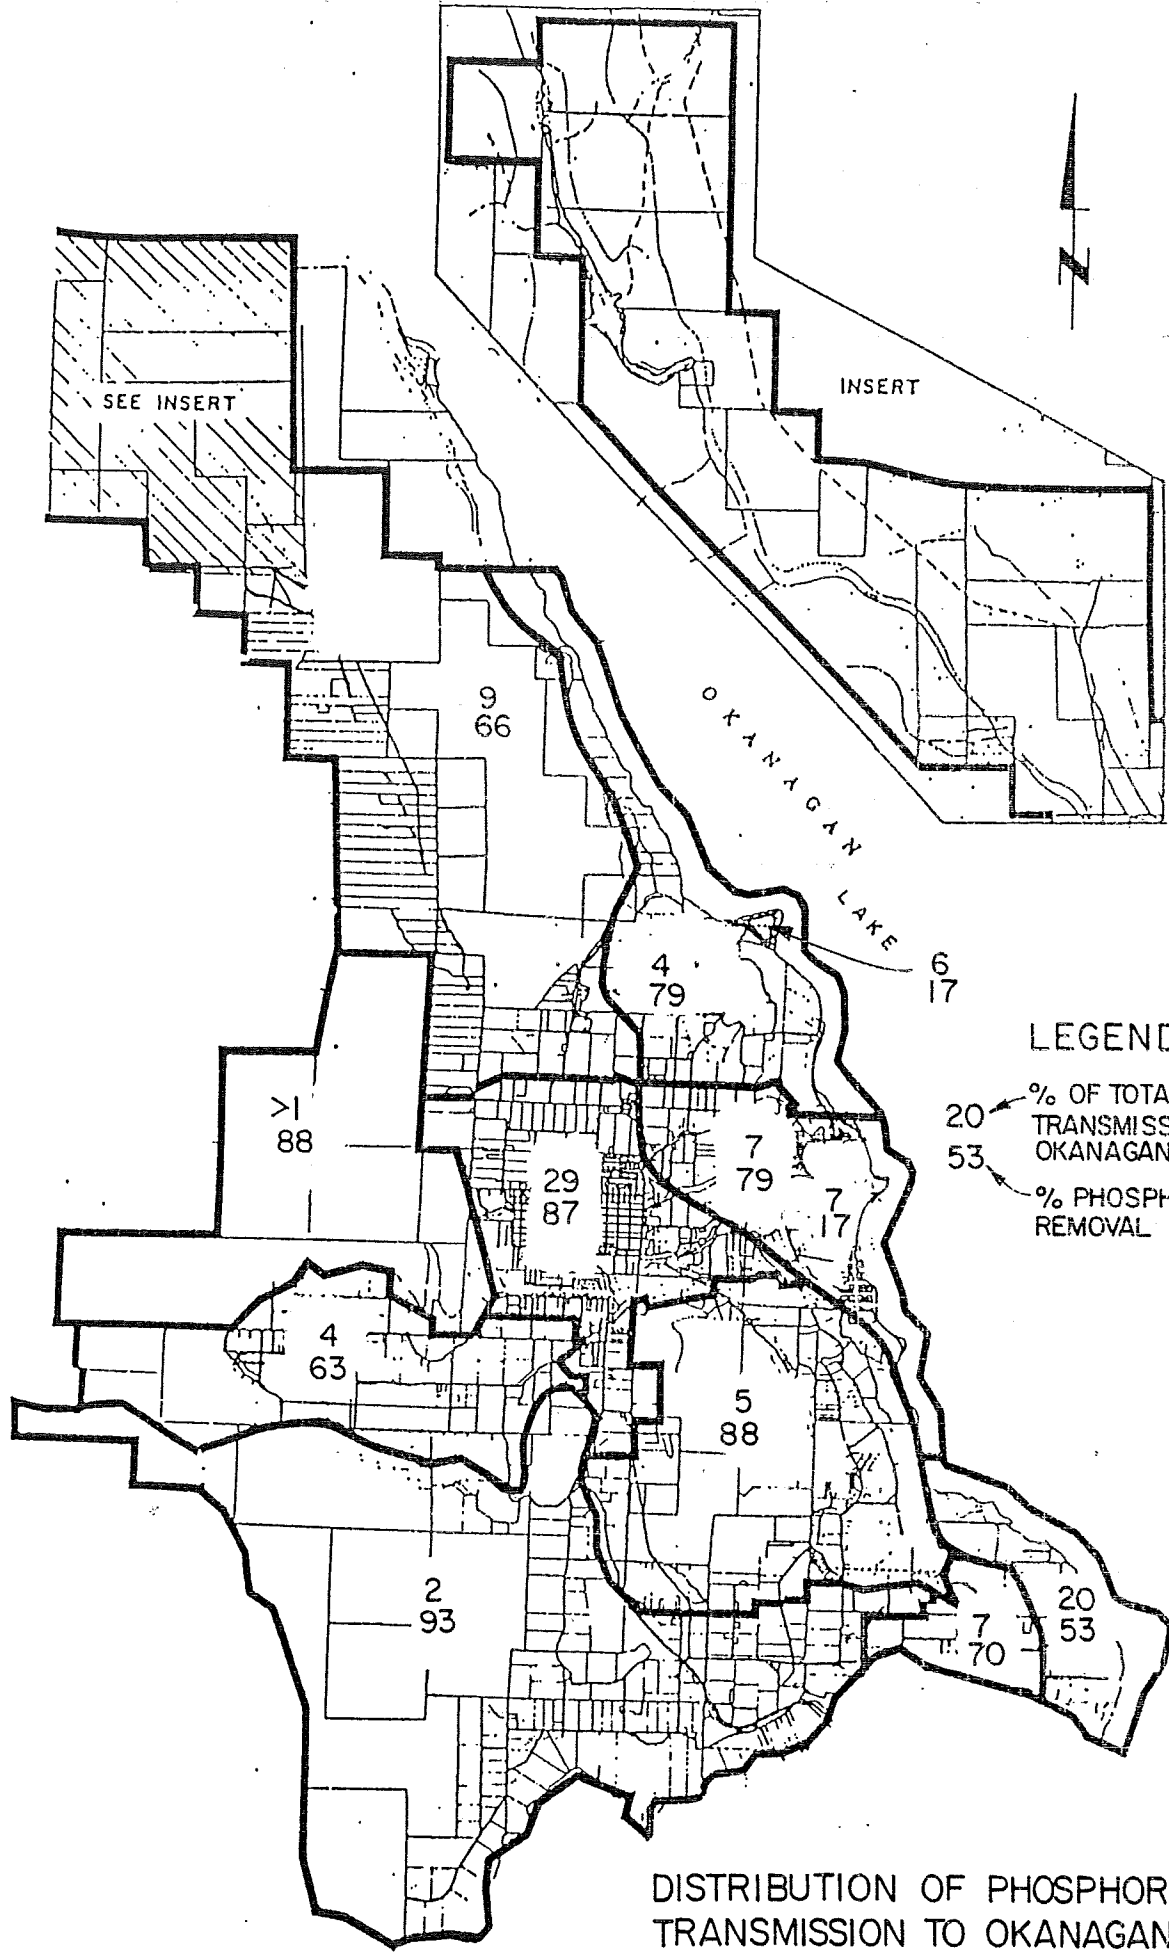 N
INSERT
SEE INSERT
OKANAGAN LAKE
9
66
4
79
6
17
LEGEND
20
% OF TOTA
TRANSMISS
OKANAGAN
53
% PHOSPH
REMOVAL
>1
88
29
87
7
79
7
17
4
63
5
88
2
93
7
70
20
53
DISTRIBUTION OF PHOSPHOR
TRANSMISSION TO OKANAGAN